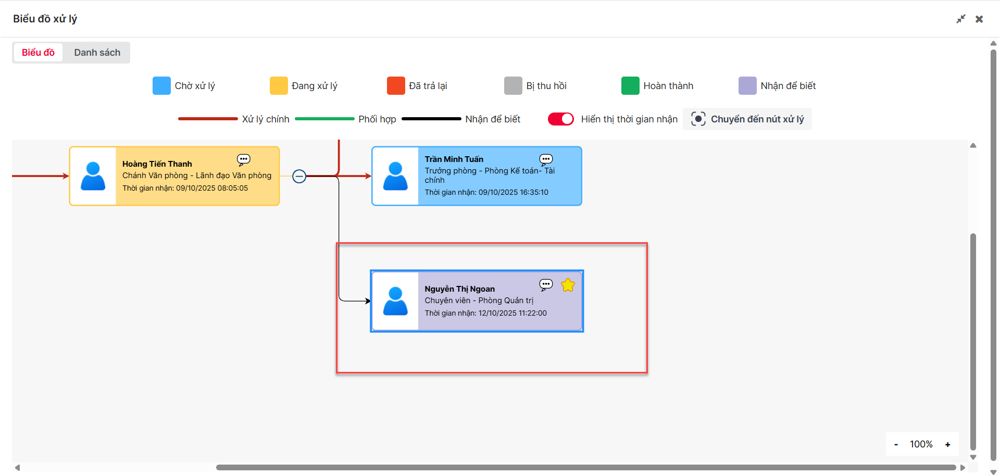 Biểu đồ xử lý
Biểu đồ
Danh sách
Chờ xử lý
Đang xử lý
Đã trả lại
Bị thu hồi
Hoàn thành
Nhận để biết
Xử lý chính
Phối hợp
Nhận để biết
Hiển thị thời gian nhận
Chuyển đến nút xử lý
Hoàng Tiến Thanh
Chánh Văn phòng - Lãnh đạo Văn phòng
Thời gian nhận: 09/10/2025 08:05:05
Trần Minh Tuấn
Trưởng phòng - Phòng Kế toán- Tài
chính
Thời gian nhận: 09/10/2025 16:35:10
Nguyễn Thị Ngoan
Chuyên viên - Phòng Quản trị
Thời gian nhận: 12/10/2025 11:22:00
- 100% +